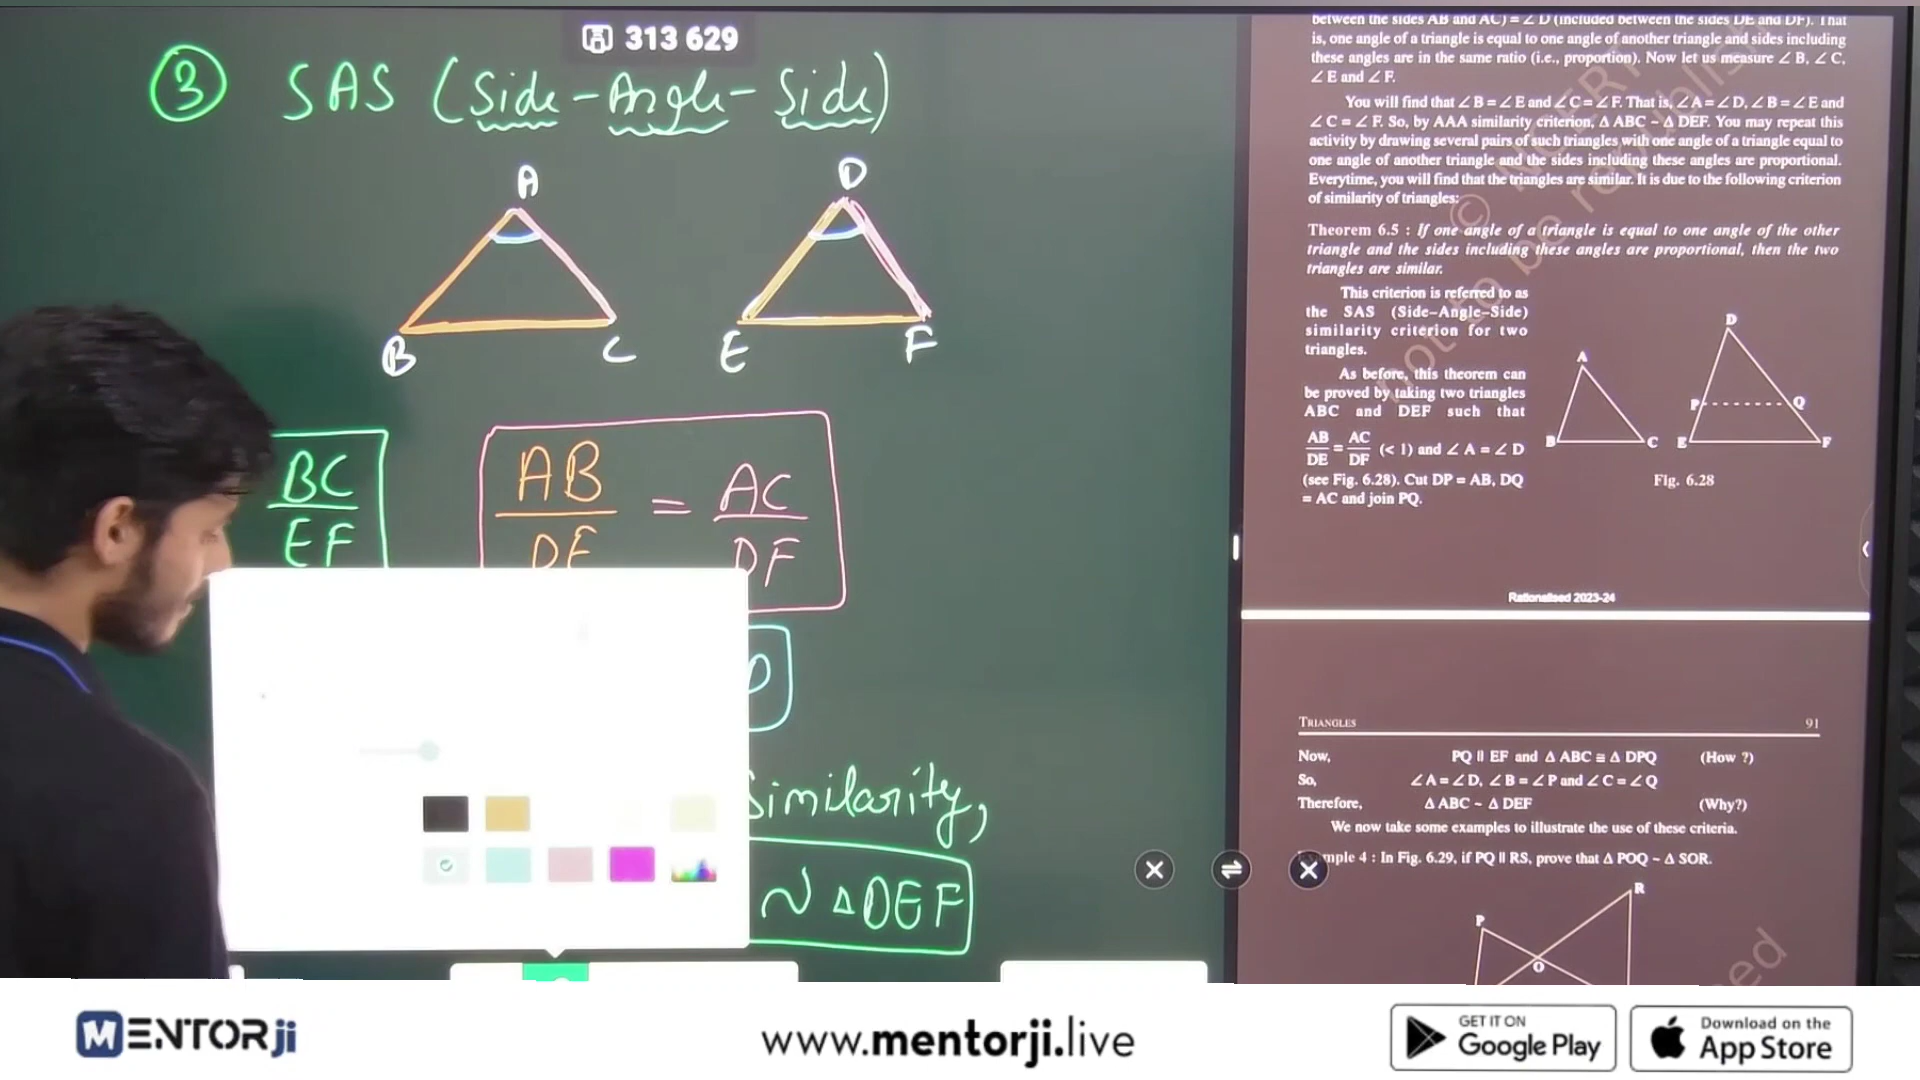 313 629
③ SAS (Side-Angle-Side)
A
D
B
C
E
F
BC
EF
AB
DE
=
AC
DF
D
Similarity,
~ △DEF
between the sides AB and AC) = ∠ D (included between the sides DE and DF). That
is, one angle of a triangle is equal to one angle of another triangle and sides including
these angles are in the same ratio (i.e., proportion). Now let us measure ∠ B, ∠ C,
∠ E and ∠ F.
You will find that ∠ B = ∠ E and ∠ C = ∠ F. That is, ∠ A = ∠ D, ∠ B = ∠ E and
∠ C = ∠ F. So, by AAA similarity criterion, Δ ABC ~ Δ DEF. You may repeat this
activity by drawing several pairs of such triangles with one angle of a triangle equal to
one angle of another triangle and the sides including these angles are proportional.
Everytime, you will find that the triangles are similar. It is due to the following criterion
of similarity of triangles:
Theorem 6.5 : If one angle of a triangle is equal to one angle of the other
triangle and the sides including these angles are proportional, then the two
triangles are similar.
This criterion is referred to as
the SAS (Side–Angle–Side)
similarity criterion for two
triangles.
As before, this theorem can
be proved by taking two triangles
ABC and DEF such that
AB/DE = AC/DF (< 1) and ∠ A = ∠ D
(see Fig. 6.28). Cut DP = AB, DQ
= AC and join PQ.
A
B
C
D
P
Q
E
F
Fig. 6.28
Rationalised 2023-24
TRIANGLES 91
Now, PQ || EF and Δ ABC ≅ Δ DPQ (How ?)
So, ∠ A = ∠ D, ∠ B = ∠ P and ∠ C = ∠ Q
Therefore, Δ ABC ~ Δ DEF (Why?)
We now take some examples to illustrate the use of these criteria.
mple 4 : In Fig. 6.29, if PQ || RS, prove that Δ POQ ~ Δ SOR.
P
R
O
MENTORji
www.mentorji.live
GET IT ON
Google Play
Download on the
App Store